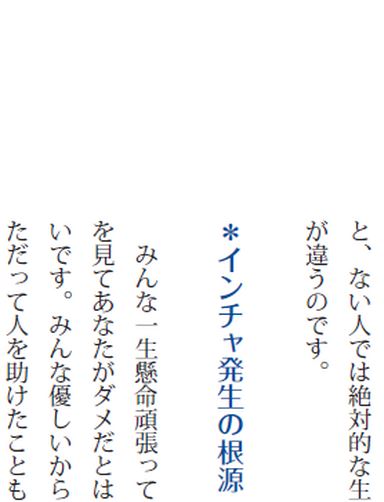 と、ない人では絶対的な生
が違うのです。
＊インチャ発生の根源
みんな一生懸命頑張って
を見てあなたがダメだとは
いです。みんな優しいから
ただって人を助けたことも